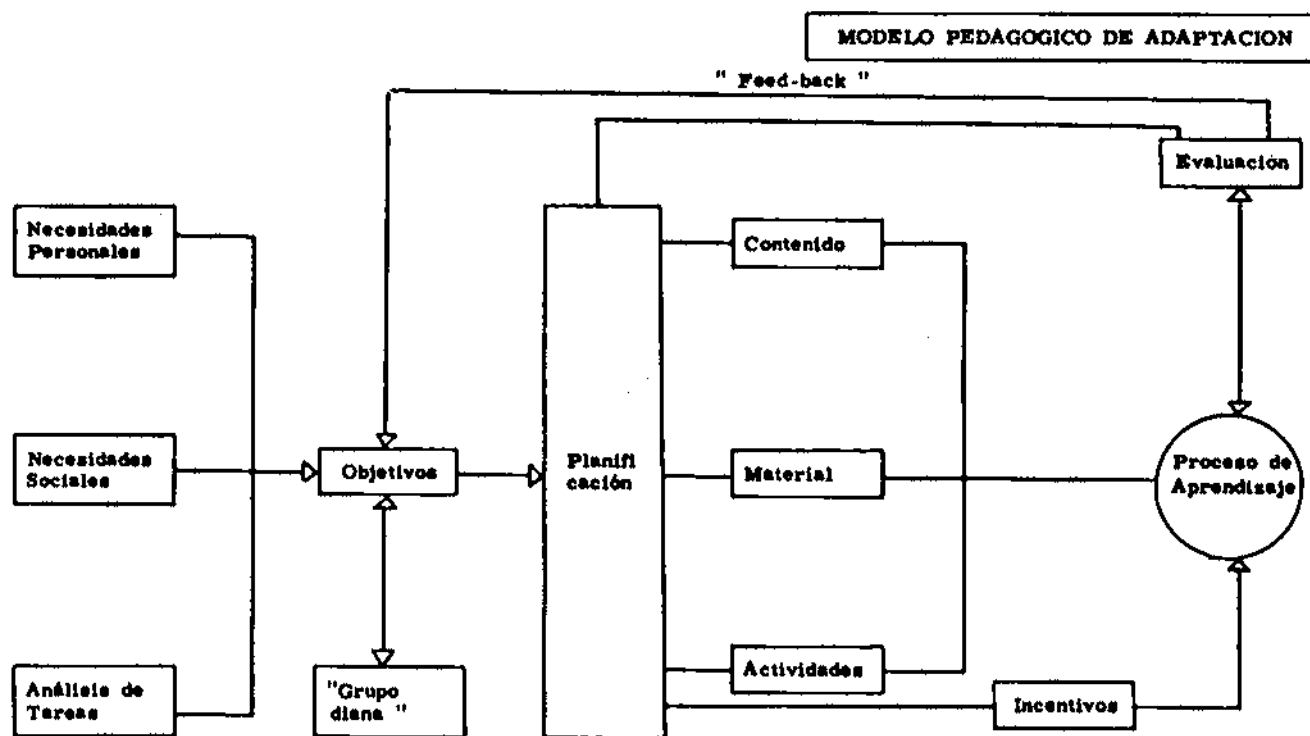 MODELO PEDAGOGICO DE ADAPTACION
" Feed-back "
Evaluación
Necesidades
Personales
Contenido
Necesidades
Sociales
Objetivos
Planifi
cación
Material
Proceso de
Aprendizaje
Análisis de
Tareas
"Grupo
diana "
Actividades
Incentivos